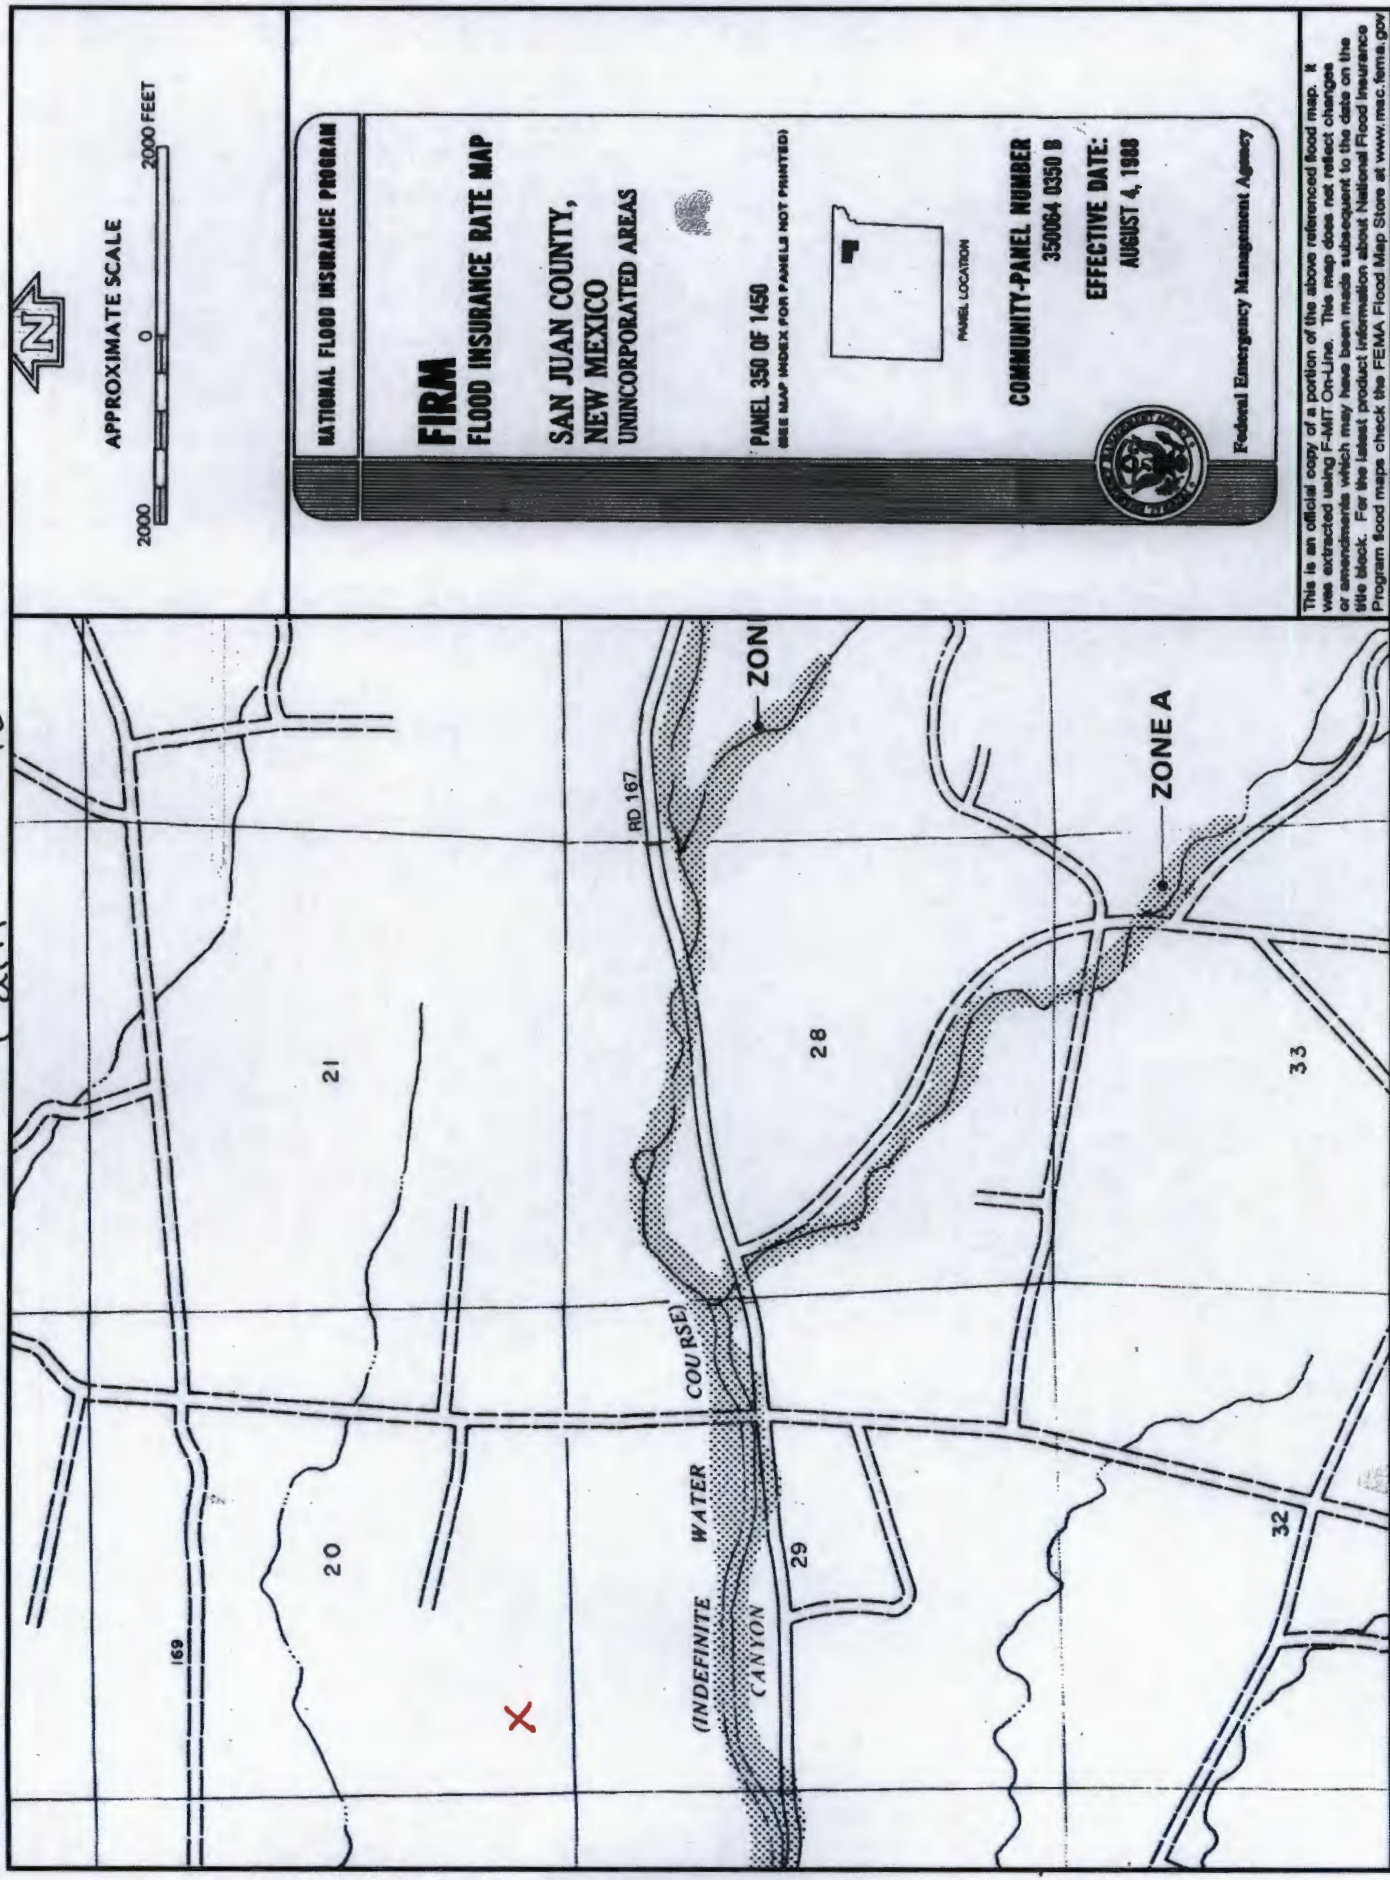 APPROXIMATE SCALE
2000 0 2000 FEET
N
NATIONAL FLOOD INSURANCE PROGRAM
FIRM
FLOOD INSURANCE RATE MAP
SAN JUAN COUNTY,
NEW MEXICO
UNINCORPORATED AREAS
PANEL 350 OF 1450
(SEE MAP INDEX FOR PANELS NOT PRINTED)
PANEL LOCATION
COMMUNITY-PANEL NUMBER
350064 0350 B
EFFECTIVE DATE:
AUGUST 4, 1988
Federal Emergency Management Agency
This is an official copy of a portion of the above referenced flood map. It
was extracted using F-MIT On-Line. This map does not reflect changes
or amendments which may have been made subsequent to the date on the
title block. For the latest product information about National Flood Insurance
Program flood maps check the FEMA Flood Map Store at www.msc.fema.gov
169
20
21
X
RD 167
ZON
(INDEFINITE WATER COURSE)
CANYON
29
28
ZONE A
32
33